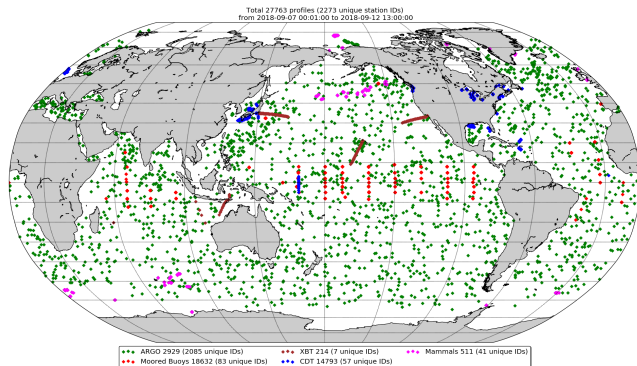 Total 27763 profiles (2273 unique station IDs)
from 2018-09-07 00:01:00 to 2018-09-12 13:00:00
ARGO 2929 (2085 unique IDs) XBT 214 (7 unique IDs) Mammals 511 (41 unique IDs)
Moored Buoys 18632 (83 unique IDs) CDT 14793 (57 unique IDs)